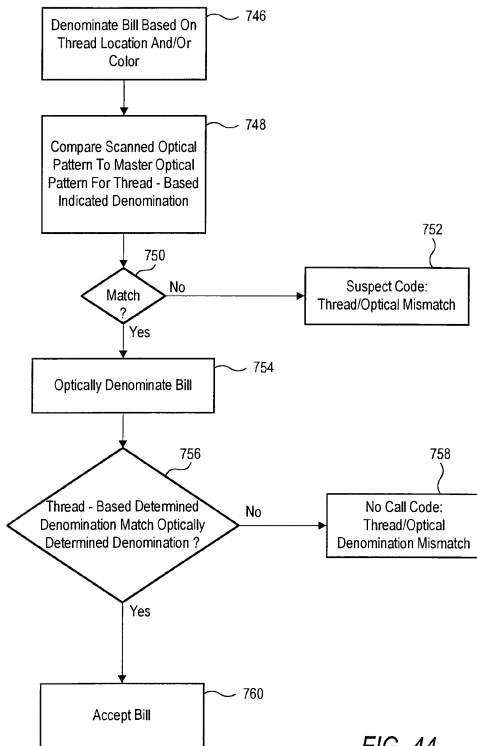 Denominate Bill Based On
Thread Location And/Or
Color
746
Compare Scanned Optical
Pattern To Master Optical
Pattern For Thread - Based
Indicated Denomination
748
750
Match
?
No
Yes
752
Suspect Code:
Thread/Optical Mismatch
Optically Denominate Bill
754
756
Thread - Based Determined
Denomination Match Optically
Determined Denomination ?
No
Yes
758
No Call Code:
Thread/Optical
Denomination Mismatch
Accept Bill
760
FIG. 44